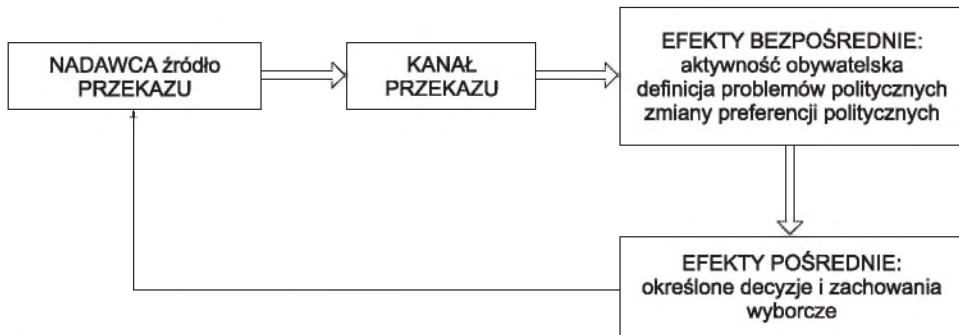 NADAWCA źródło
PRZEKAZU
KANAŁ
PRZEKAZU
EFEKTY BEZPOŚREDNIE:
aktywność obywatelska
definicja problemów politycznych
zmiany preferencji politycznych
EFEKTY POŚREDNIE:
określone decyzje i zachowania
wyborcze